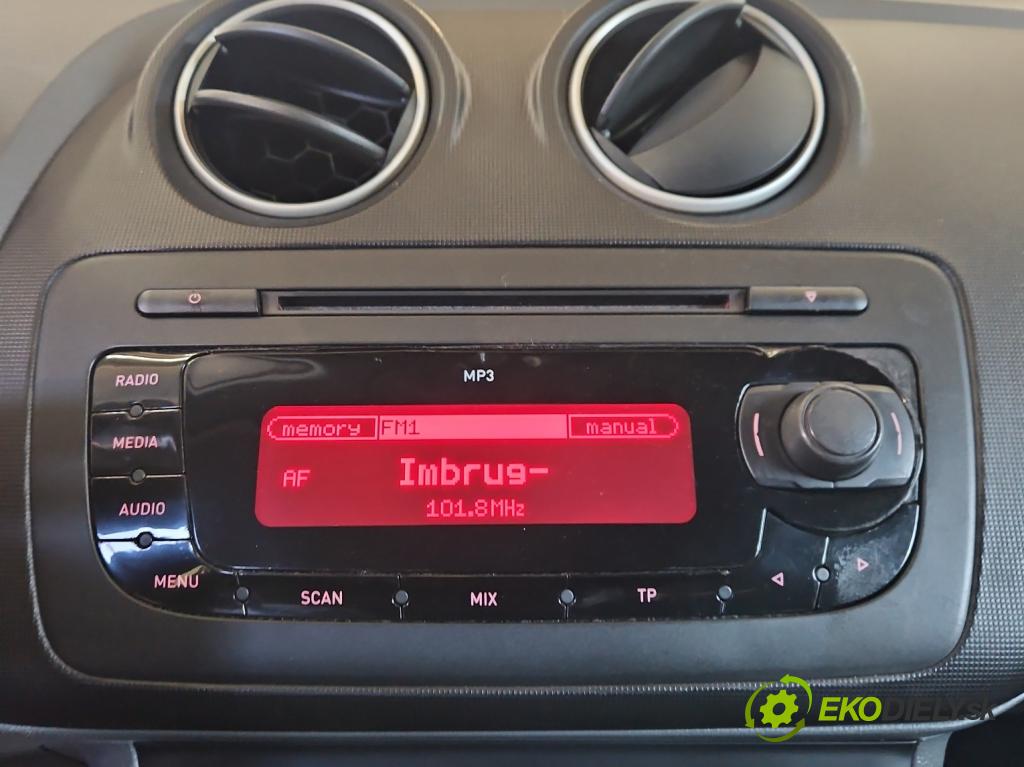 MP3
RADIO
MEDIA
AUDIO
MENU
memory FM1 manual
AF Imbrug-
101.8MHz
SCAN MIX TP
EKODIELY.sk